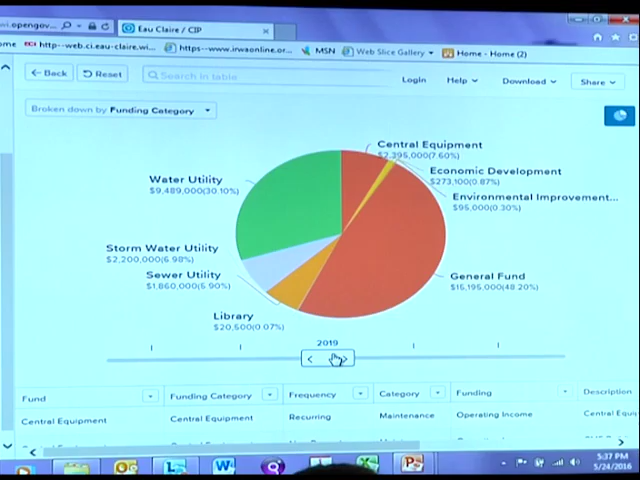 ni.opengov...
Eau Claire / CIP
ome
http--web.ci.eau-claire.wi...
https--www.irwaonline.or...
MSN
Web Slice Gallery
Home - Home (2)
Back
Reset
Search in table
Login
Help
Download
Share
Broken down by Funding Category
Central Equipment
$2,395,000(7.60%)
Economic Development
$273,100(0.87%)
Environmental Improvement...
$95,000(0.30%)
Water Utility
$9,489,000(30.10%)
Storm Water Utility
$2,200,000(6.98%)
Sewer Utility
$1,860,000(5.90%)
General Fund
$15,195,000(48.20%)
Library
$20,500(0.07%)
2019
Fund
Funding Category
Frequency
Category
Funding
Description
Central Equipment
Central Equipment
Recurring
Maintenance
Operating Income
Central Equi
5:37 PM
5/24/2016